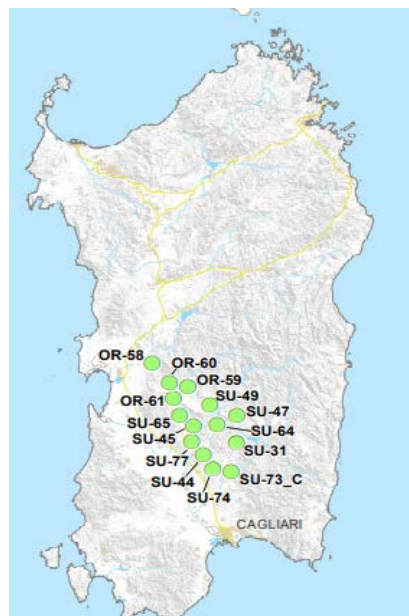 OR-58
OR-60
OR-59
SU-49
OR-61
SU-47
SU-65
SU-64
SU-45
SU-31
SU-77
SU-44
SU-73_C
SU-74
CAGLIARI